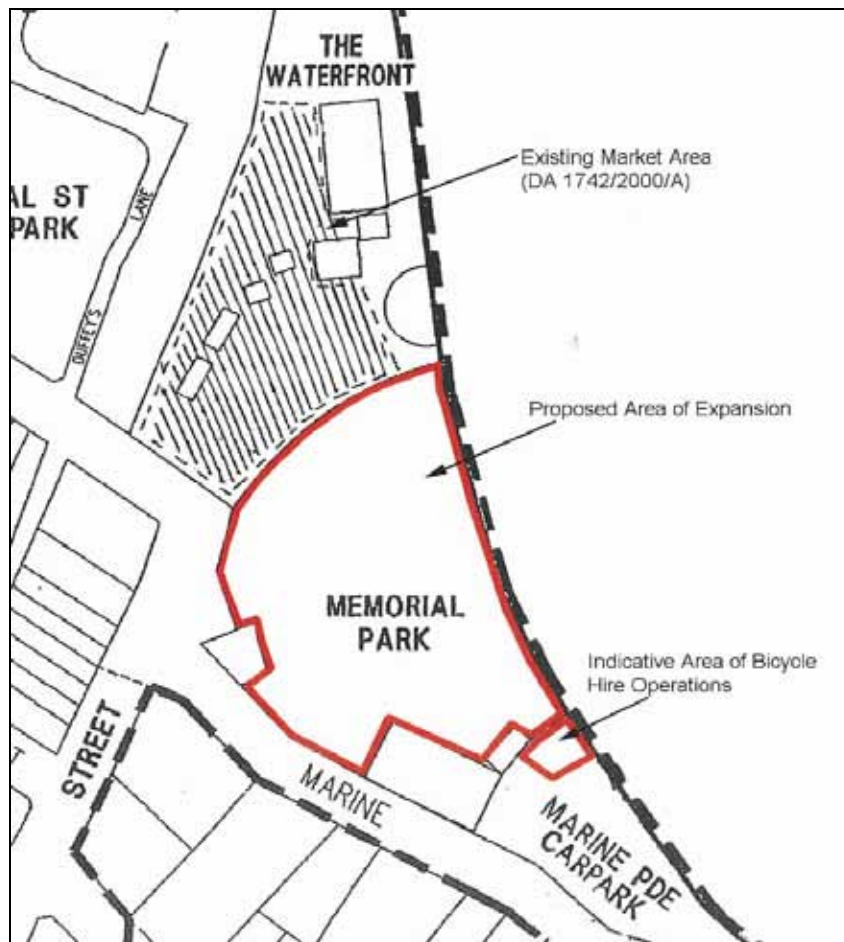 THE
WATERFRONT
Existing Market Area
(DA 1742/2000/A)
AL ST
PARK
LANE
DUFFEY'S
Proposed Area of Expansion
MEMORIAL
PARK
Indicative Area of Bicycle
Hire Operations
STREET
MARINE
MARINE PDE
CARPARK